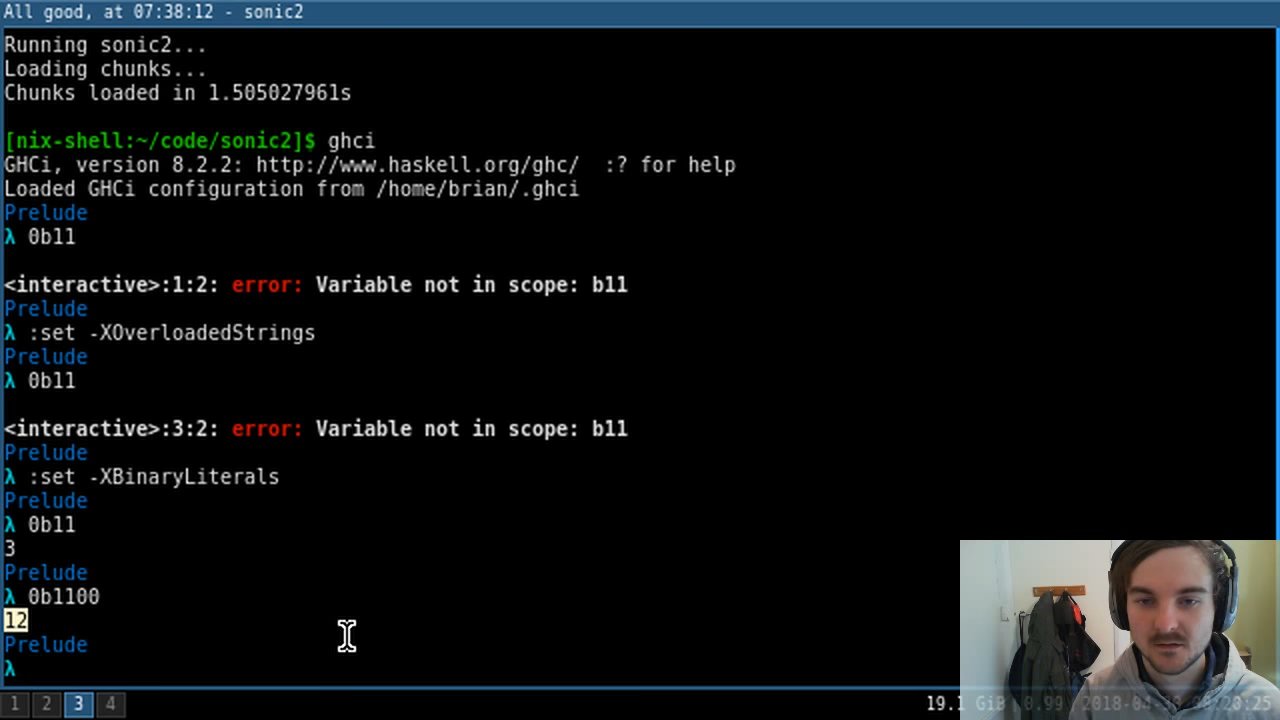 All good, at 07:38:12 - sonic2
Running sonic2...
Loading chunks...
Chunks loaded in 1.505027961s
[nix-shell:~/code/sonic2]$ ghci
GHCi, version 8.2.2: http://www.haskell.org/ghc/  :? for help
Loaded GHCi configuration from /home/brian/.ghci
Prelude
λ 0b11
<interactive>:1:2: error: Variable not in scope: b11
Prelude
λ :set -XOverloadedStrings
Prelude
λ 0b11
<interactive>:3:2: error: Variable not in scope: b11
Prelude
λ :set -XBinaryLiterals
Prelude
λ 0b11
3
Prelude
λ 0b1100
12
Prelude
λ
1 2 3 4
19.1 GiB 0.99